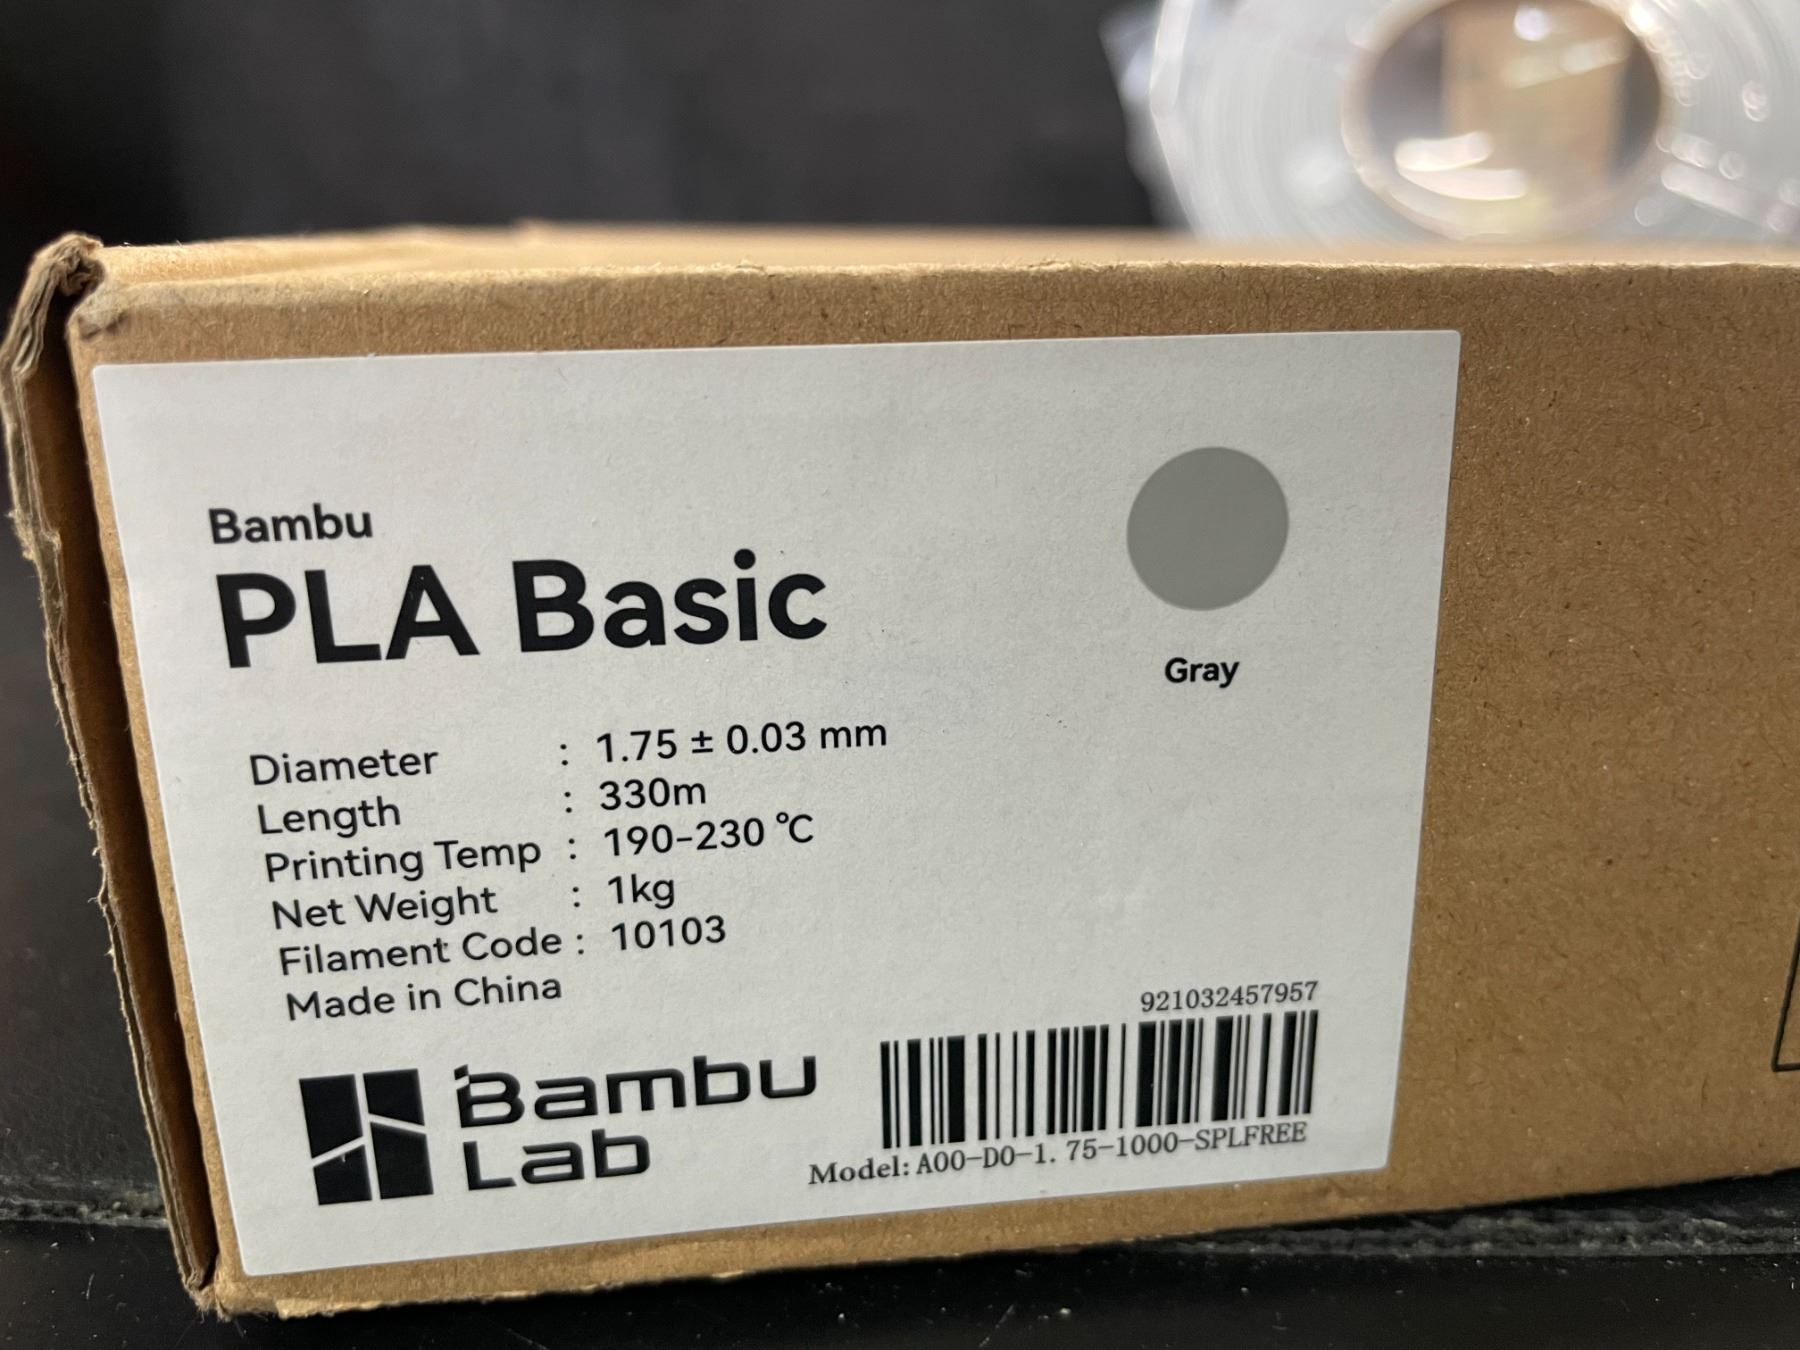 Bambu
PLA Basic
Gray
Diameter : 1.75 ± 0.03 mm
Length : 330m
Printing Temp : 190-230 ℃
Net Weight : 1kg
Filament Code : 10103
Made in China
921032457957
Bambu
Lab
Model: A00-D0-1.75-1000-SPLFREE